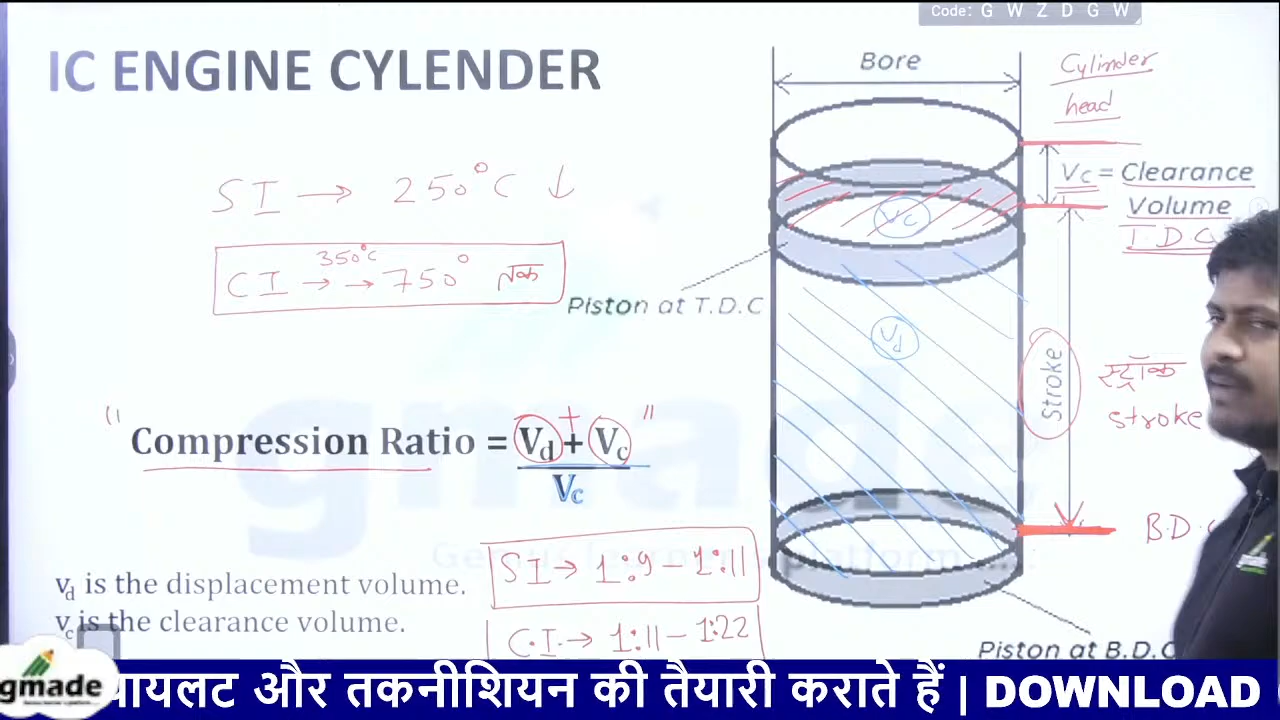 Code: G W Z D G W
IC ENGINE CYLENDER
Bore
Cylinder
head
SI → 250°C ↓
350°C
CI → → 750° तक
Vc = Clearance
Volume
T D C
Vc
Piston at T.D.C
Vd
Stroke
स्ट्रॉक
stroke
" Compression Ratio = Vd + Vc "
+
Vc
B.D.
SI → 1:9 - 1:11
C.I. → 1:11 - 1:22
vd is the displacement volume.
vc is the clearance volume.
gmade
Piston at B.D.C
gmade
पायलट और तकनीशियन की तैयारी कराते हैं | DOWNLOAD
gmade